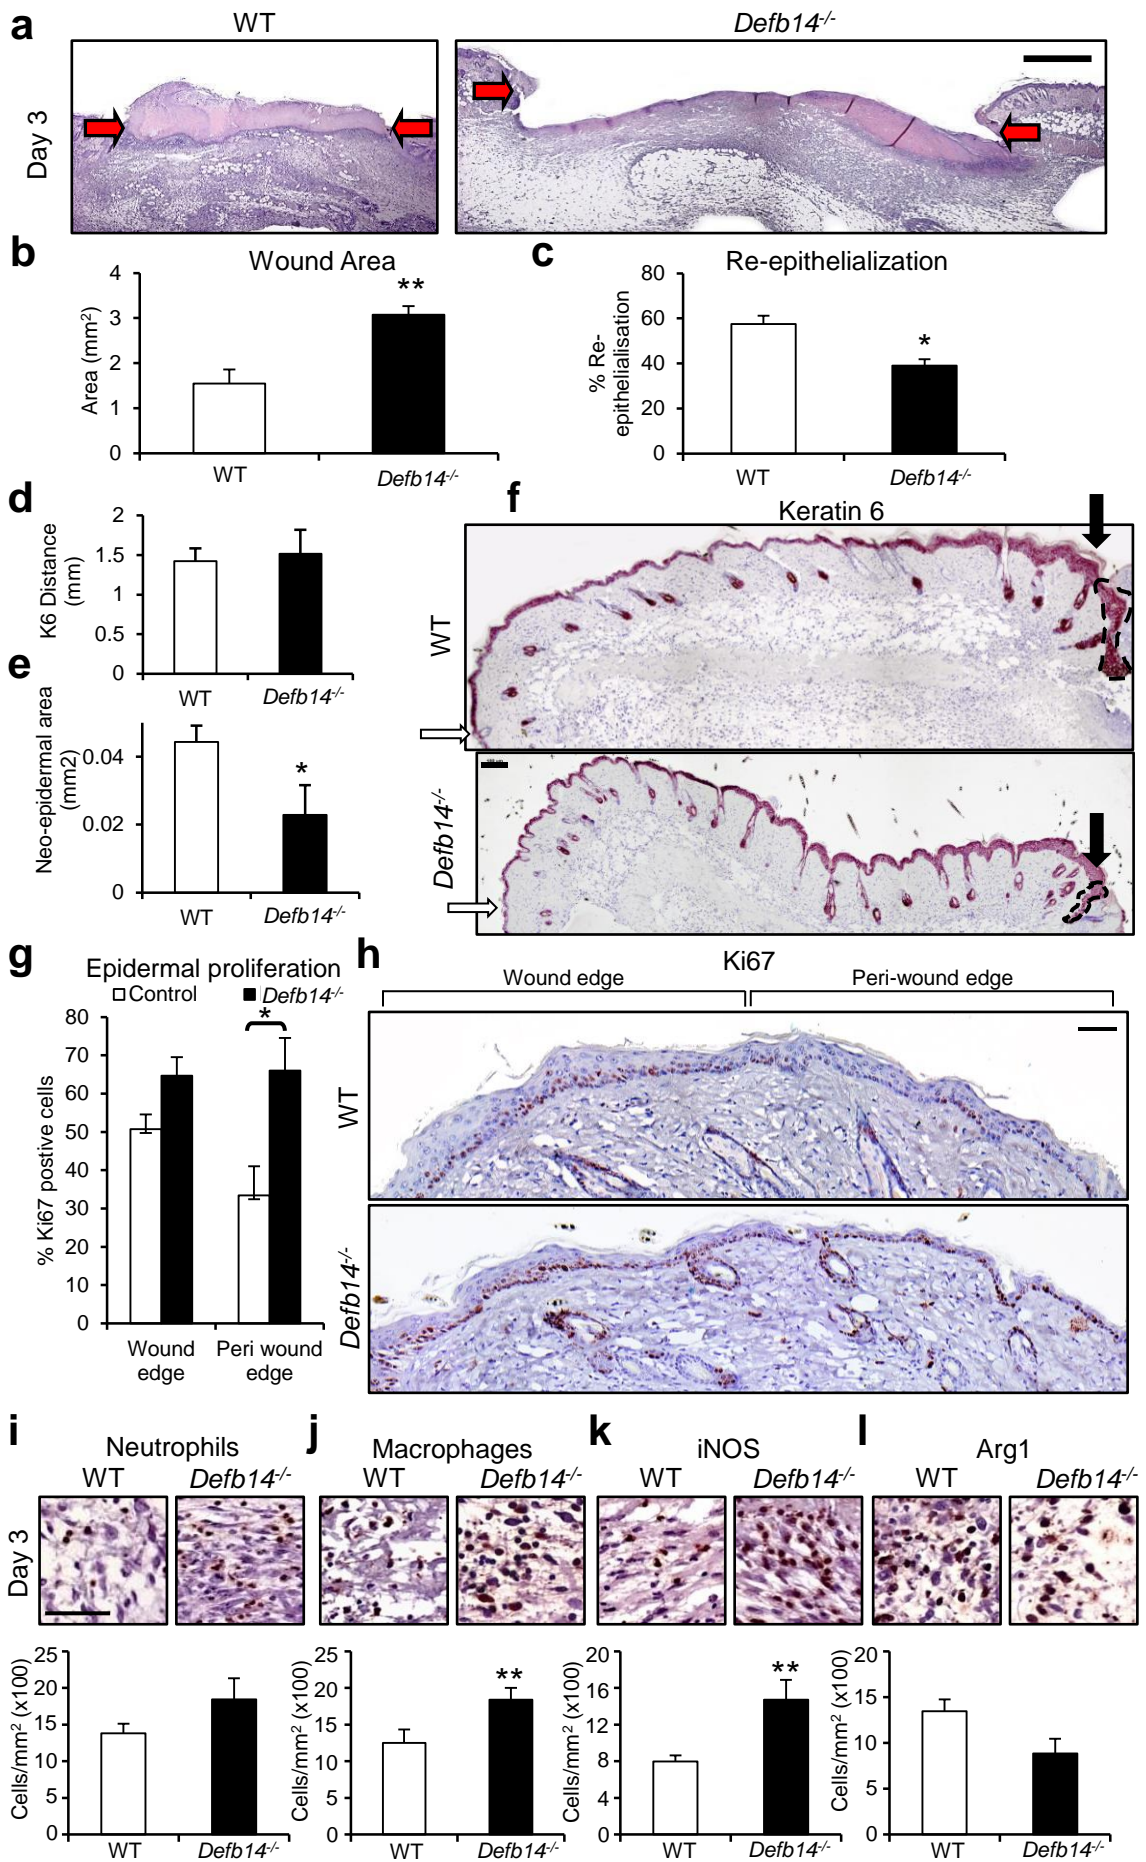 a
WT
Defb14-/-
Day 3
b
Wound Area
Area (mm2)
4
3
2
1
0
**
WT
Defb14-/-
c
Re-epithelialization
% Re-
epithelialisation
80
60
40
20
0
*
WT
Defb14-/-
d
K6 Distance
(mm)
2
1.5
1
0.5
0
WT
Defb14-/-
e
Neo-epidermal area
(mm2)
0.04
0.02
0
*
WT
Defb14-/-
f
Keratin 6
WT
Defb14-/-
g
Epidermal proliferation
Control
Defb14-/-
% Ki67 postive cells
80
70
60
50
40
30
20
10
0
*
Wound
edge
Peri wound
edge
h
Ki67
Wound edge
Peri-wound edge
WT
Defb14-/-
i
Neutrophils
WT
Defb14-/-
Day 3
Cells/mm2 (x100)
25
20
15
10
5
0
WT
Defb14-/-
j
Macrophages
WT
Defb14-/-
Cells/mm2 (x100)
25
20
15
10
5
0
**
WT
Defb14-/-
k
iNOS
WT
Defb14-/-
Cells/mm2 (x100)
20
16
12
8
4
0
**
WT
Defb14-/-
l
Arg1
WT
Defb14-/-
Cells/mm2 (x100)
20
15
10
5
0
WT
Defb14-/-